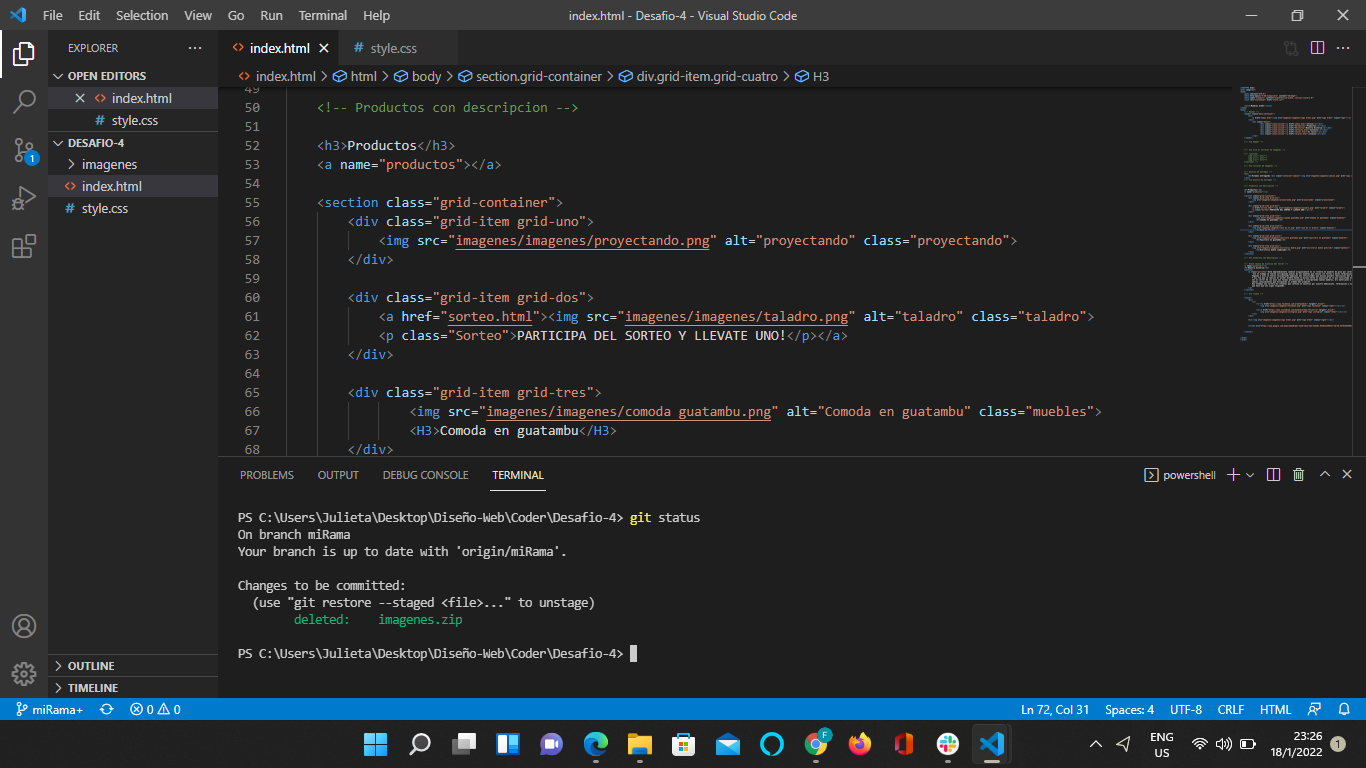 File Edit Selection View Go Run Terminal Help
index.html - Desafio-4 - Visual Studio Code
EXPLORER
index.html
style.css
OPEN EDITORS
index.html
style.css
DESAFIO-4
imagenes
index.html
style.css
OUTLINE
TIMELINE
index.html > html > body > section.grid-container > div.grid-item.grid-cuatro > H3
49
50 <!-- Productos con descripcion -->
51
52 <h3>Productos</h3>
53 <a name="productos"></a>
54
55 <section class="grid-container">
56 <div class="grid-item grid-uno">
57 <img src="imagenes/imagenes/proyectando.png" alt="proyectando" class="proyectando">
58 </div>
59
60 <div class="grid-item grid-dos">
61 <a href="sorteo.html"><img src="imagenes/imagenes/taladro.png" alt="taladro" class="taladro">
62 <p class="Sorteo">PARTICIPA DEL SORTEO Y LLEVATE UNO!</p></a>
63 </div>
64
65 <div class="grid-item grid-tres">
66 <img src="imagenes/imagenes/comoda guatambu.png" alt="Comoda en guatambu" class="muebles">
67 <H3>Comoda en guatambu</H3>
68 </div>
PROBLEMS OUTPUT DEBUG CONSOLE TERMINAL
powershell
PS C:\Users\Julieta\Desktop\Diseño-Web\Coder\Desafio-4> git status
On branch miRama
Your branch is up to date with 'origin/miRama'.
Changes to be committed:
(use "git restore --staged <file>..." to unstage)
deleted: imagenes.zip
PS C:\Users\Julieta\Desktop\Diseño-Web\Coder\Desafio-4>
1
miRama+ 0 0
Ln 72, Col 31 Spaces: 4 UTF-8 CRLF HTML
F
ENG
US
23:26
18/1/2022
1